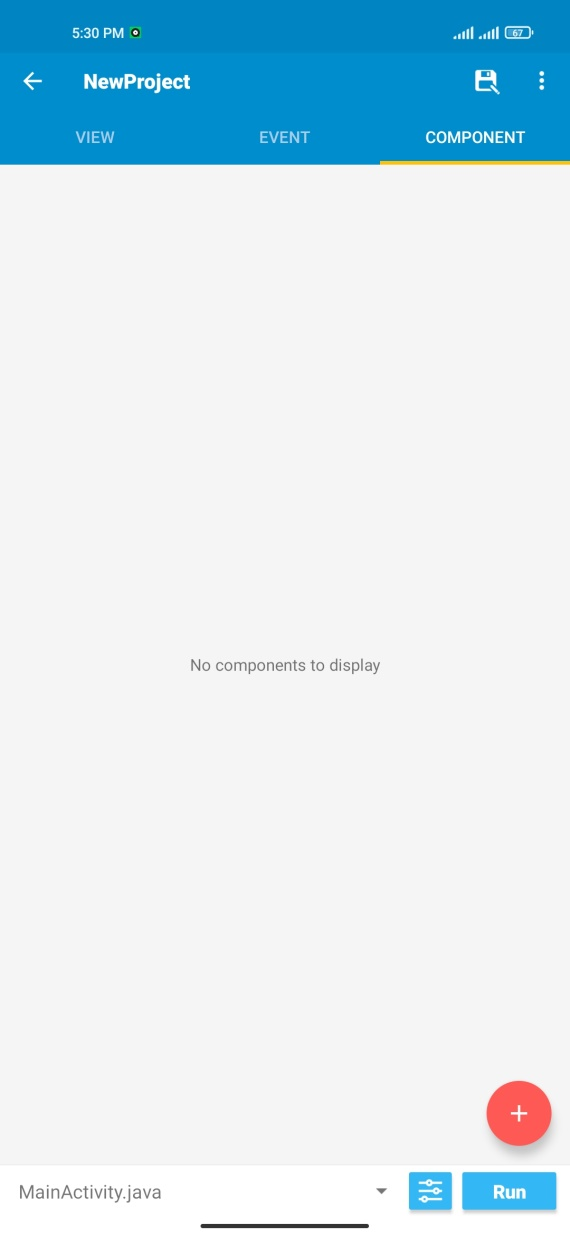 5:30 PM
67
NewProject
VIEW
EVENT
COMPONENT
No components to display
+
MainActivity.java
Run